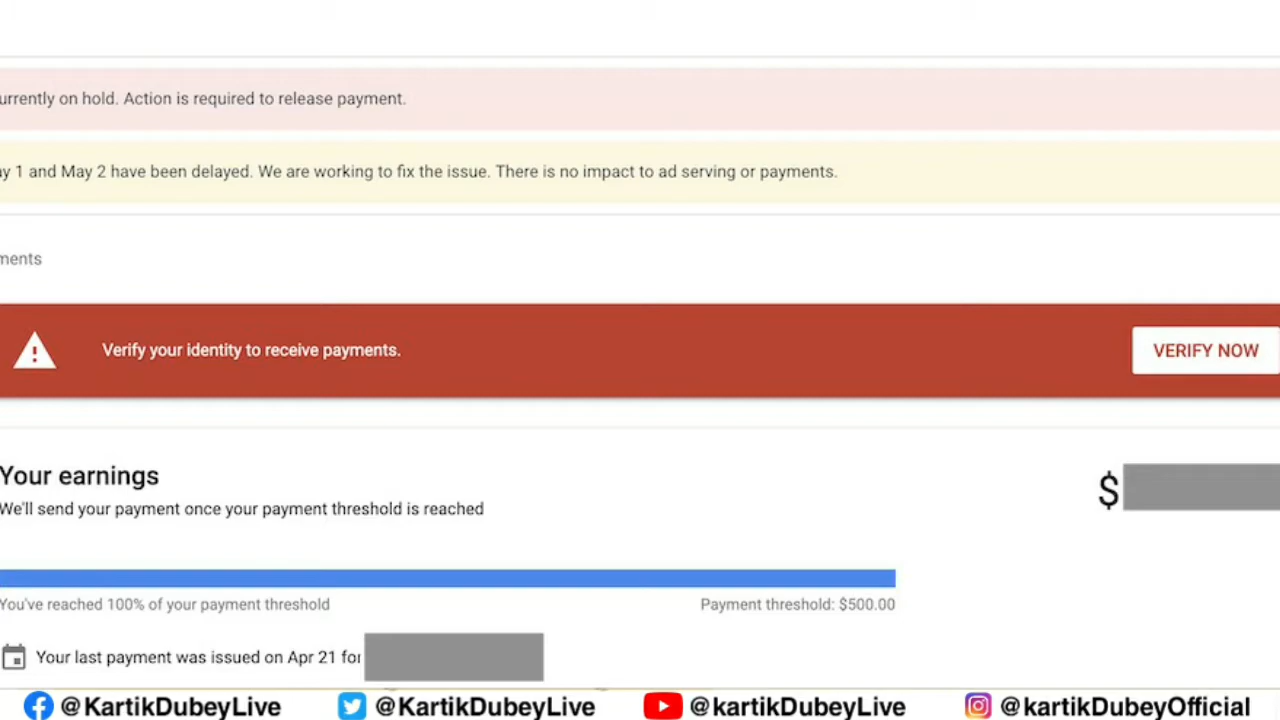 urrently on hold. Action is required to release payment.
y 1 and May 2 have been delayed. We are working to fix the issue. There is no impact to ad serving or payments.
ments
Verify your identity to receive payments.
VERIFY NOW
Your earnings
$
We'll send your payment once your payment threshold is reached
You've reached 100% of your payment threshold
Payment threshold: $500.00
Your last payment was issued on Apr 21 for
@KartikDubeyLive
@KartikDubeyLive
@kartikDubeyLive
@kartikDubeyOfficial